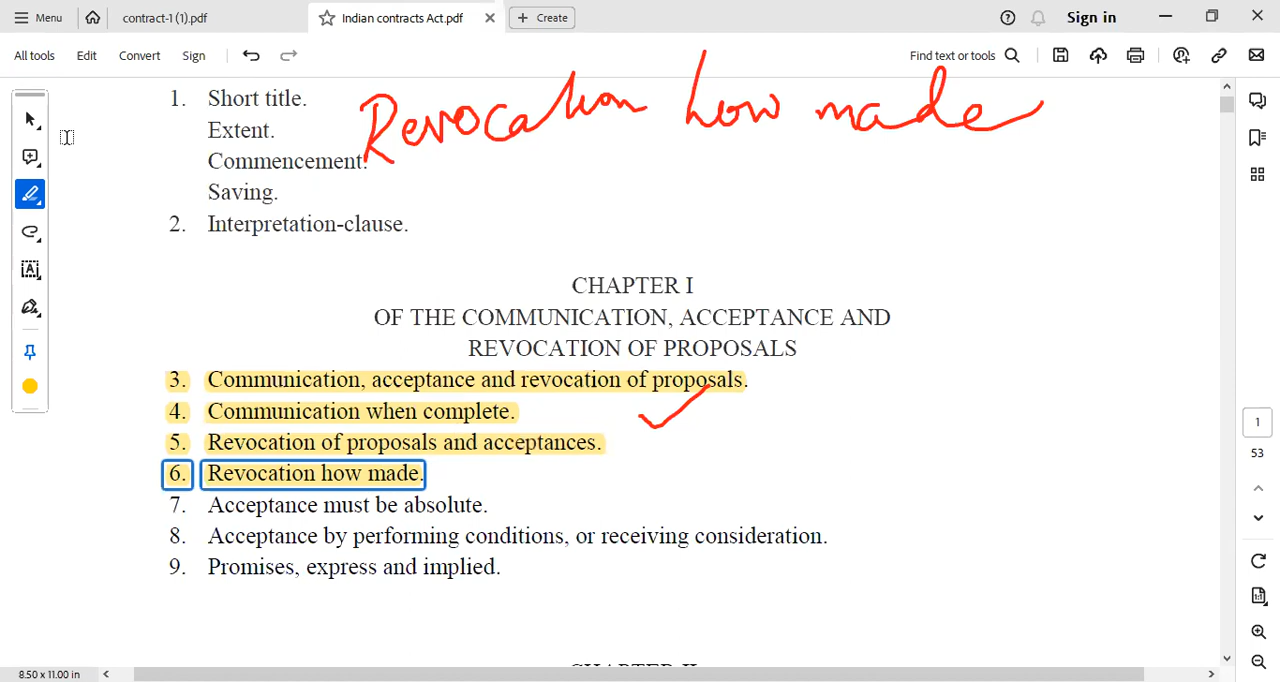 Menu contract-1 (1).pdf Indian contracts Act.pdf Create Sign in
All tools Edit Convert Sign Find text or tools
Revocation how made
1. Short title.
Extent.
Commencement.
Saving.
2. Interpretation-clause.
CHAPTER I
OF THE COMMUNICATION, ACCEPTANCE AND
REVOCATION OF PROPOSALS
3. Communication, acceptance and revocation of proposals.
4. Communication when complete.
5. Revocation of proposals and acceptances.
6. Revocation how made.
7. Acceptance must be absolute.
8. Acceptance by performing conditions, or receiving consideration.
9. Promises, express and implied.
1
53
CHAPTER II
8.50 x 11.00 in